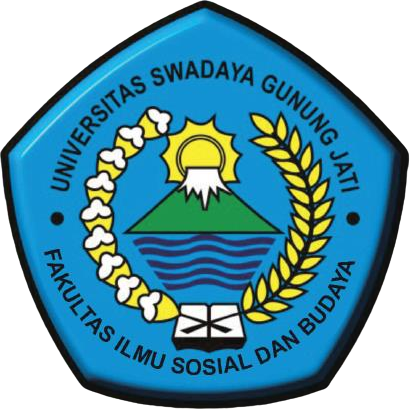 UNIVERSITAS SWADAYA GUNUNG JATI
FAKULTAS ILMU SOSIAL DAN BUDAYA